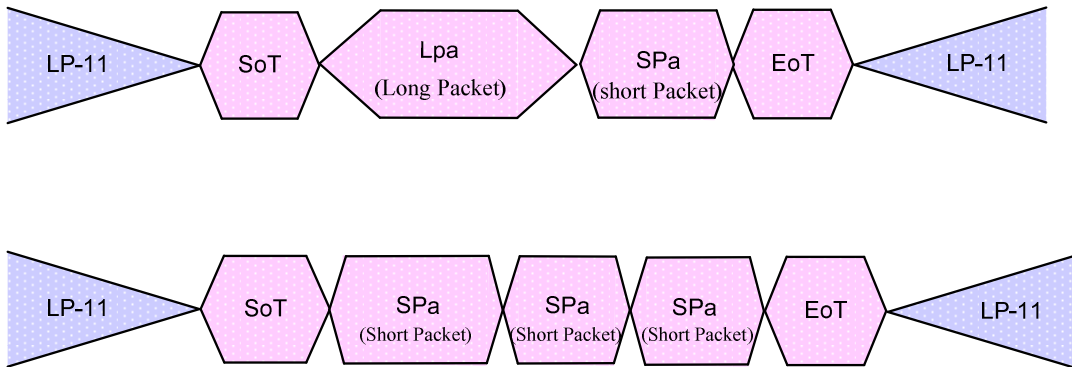 LP-11 SoT Lpa SPa EoT LP-11
(Long Packet) (short Packet)
LP-11 SoT SPa SPa SPa EoT LP-11
(Short Packet) (Short Packet) (Short Packet)